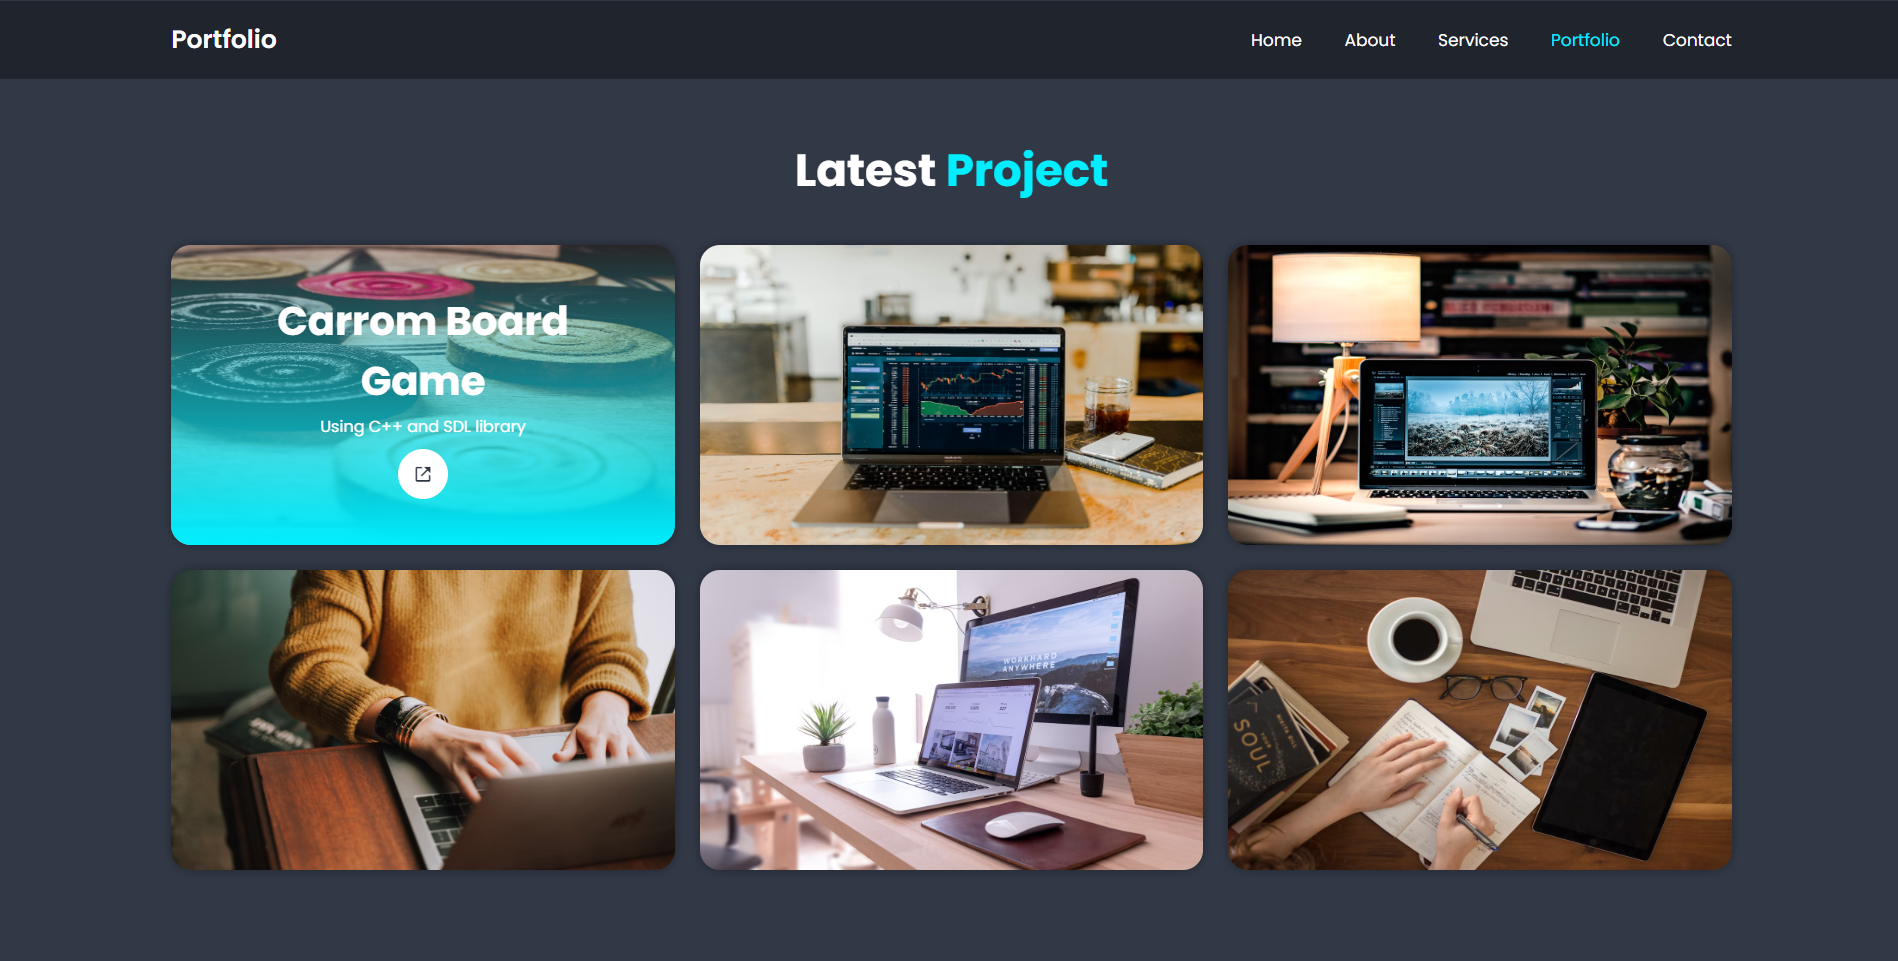 Portfolio
Home About Services Portfolio Contact
Latest Project
Carrom Board
Game
Using C++ and SDL library
WORKHARD
ANYWHERE
SOUL